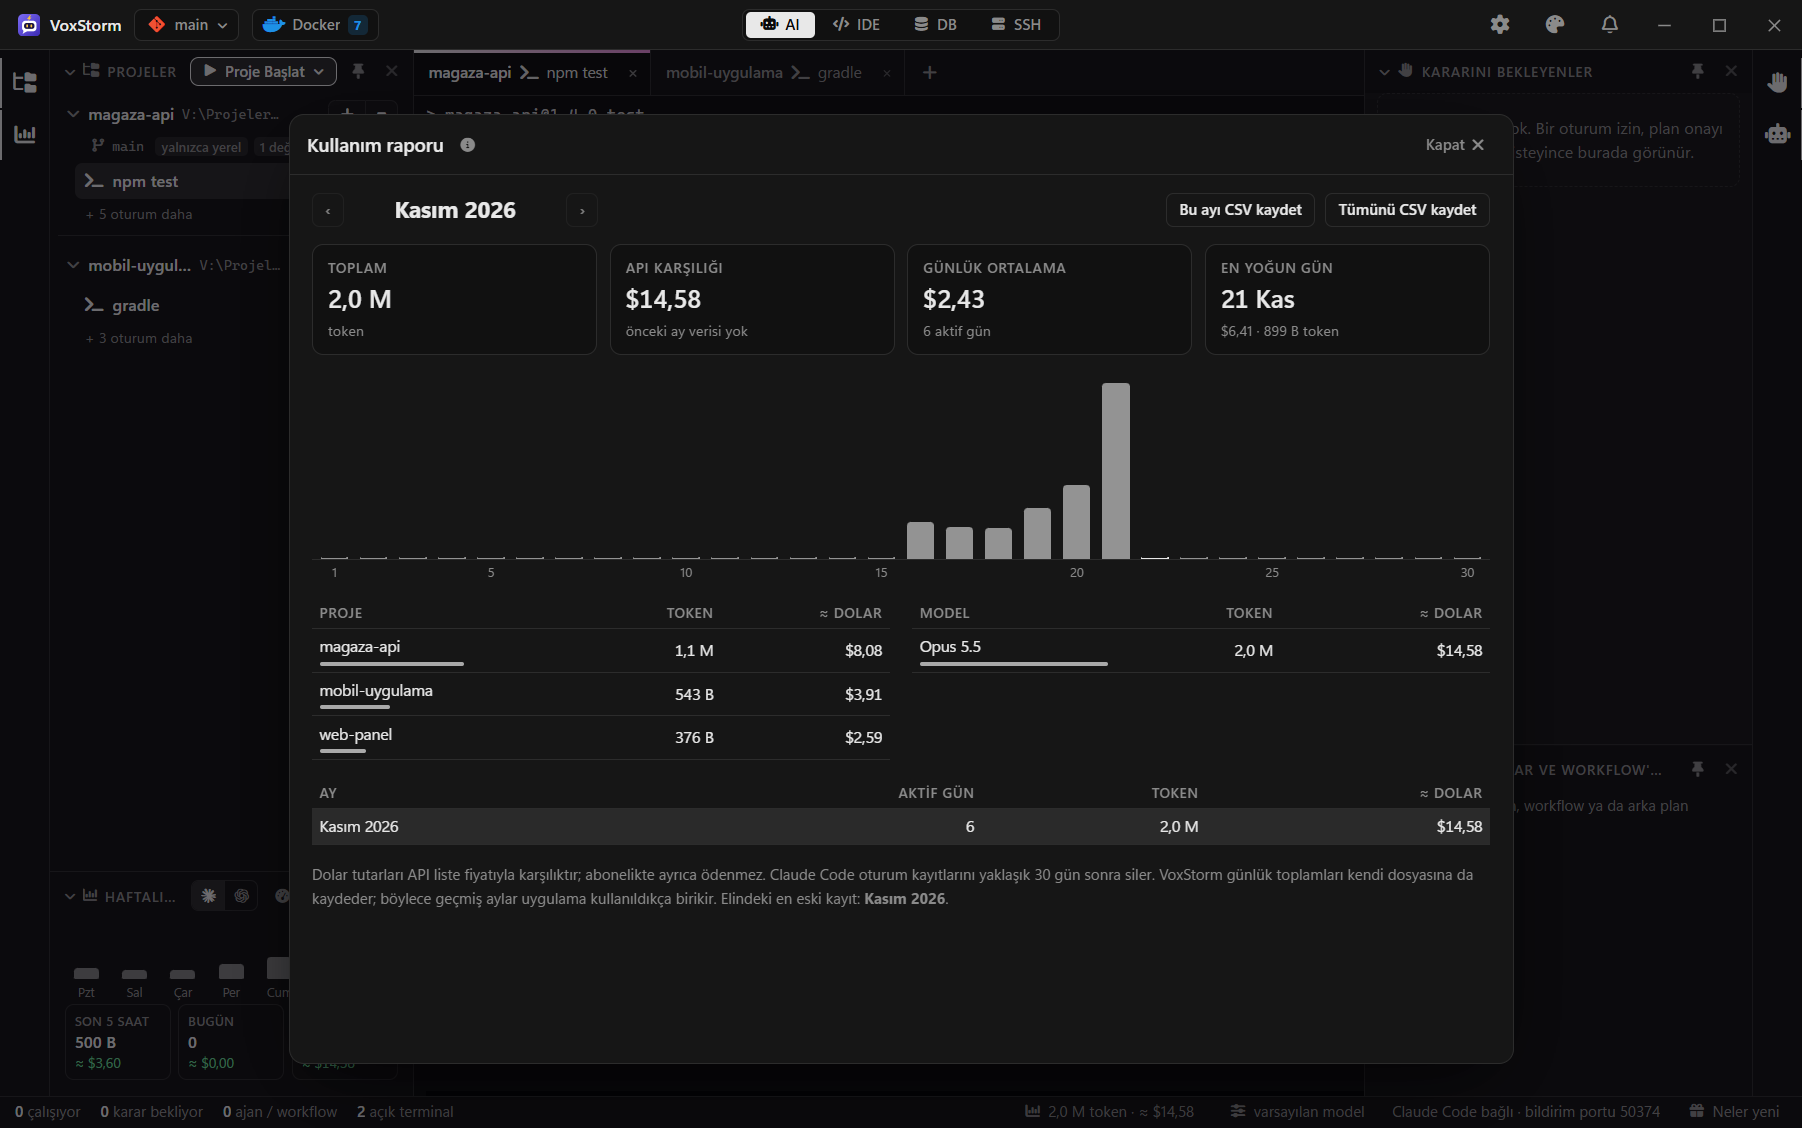 VoxStorm
main
Docker 7
AI
IDE
DB
SSH
PROJELER
Proje Başlat
magaza-api V:\Projeler…
main yalnızca yerel
npm test
+ 5 oturum daha
mobil-uygul… V:\Projel…
gradle
+ 3 oturum daha
magaza-api npm test ×
mobil-uygulama gradle ×
KARARINI BEKLEYENLER
ok. Bir oturum izin, plan onayı
steyince burada görünür.
Kullanım raporu
Kapat ×
‹ Kasım 2026 ›
Bu ayı CSV kaydet
Tümünü CSV kaydet
TOPLAM
2,0 M
token
API KARŞILIĞI
$14,58
önceki ay verisi yok
GÜNLÜK ORTALAMA
$2,43
6 aktif gün
EN YOĞUN GÜN
21 Kas
$6,41 · 899 B token
1 5 10 15 20 25 30
PROJE TOKEN ≈ DOLAR
magaza-api 1,1 M $8,08
mobil-uygulama 543 B $3,91
web-panel 376 B $2,59
MODEL TOKEN ≈ DOLAR
Opus 5.5 2,0 M $14,58
AY AKTİF GÜN TOKEN ≈ DOLAR
Kasım 2026 6 2,0 M $14,58
Dolar tutarları API liste fiyatıyla karşılıktır; abonelikte ayrıca ödenmez. Claude Code oturum kayıtlarını yaklaşık 30 gün sonra siler. VoxStorm günlük toplamları kendi dosyasına da
kaydeder; böylece geçmiş aylar uygulama kullanıldıkça birikir. Elindeki en eski kayıt: Kasım 2026.
AR VE WORKFLOW'…
workflow ya da arka plan
HAFTALI…
Pzt Sal Çar Per Cum
SON 5 SAAT
500 B
≈ $3,60
BUGÜN
0
≈ $0,00
0 çalışıyor
0 karar bekliyor
0 ajan / workflow
2 açık terminal
2,0 M token · ≈ $14,58
varsayılan model
Claude Code bağlı · bildirim portu 50374
Neler yeni